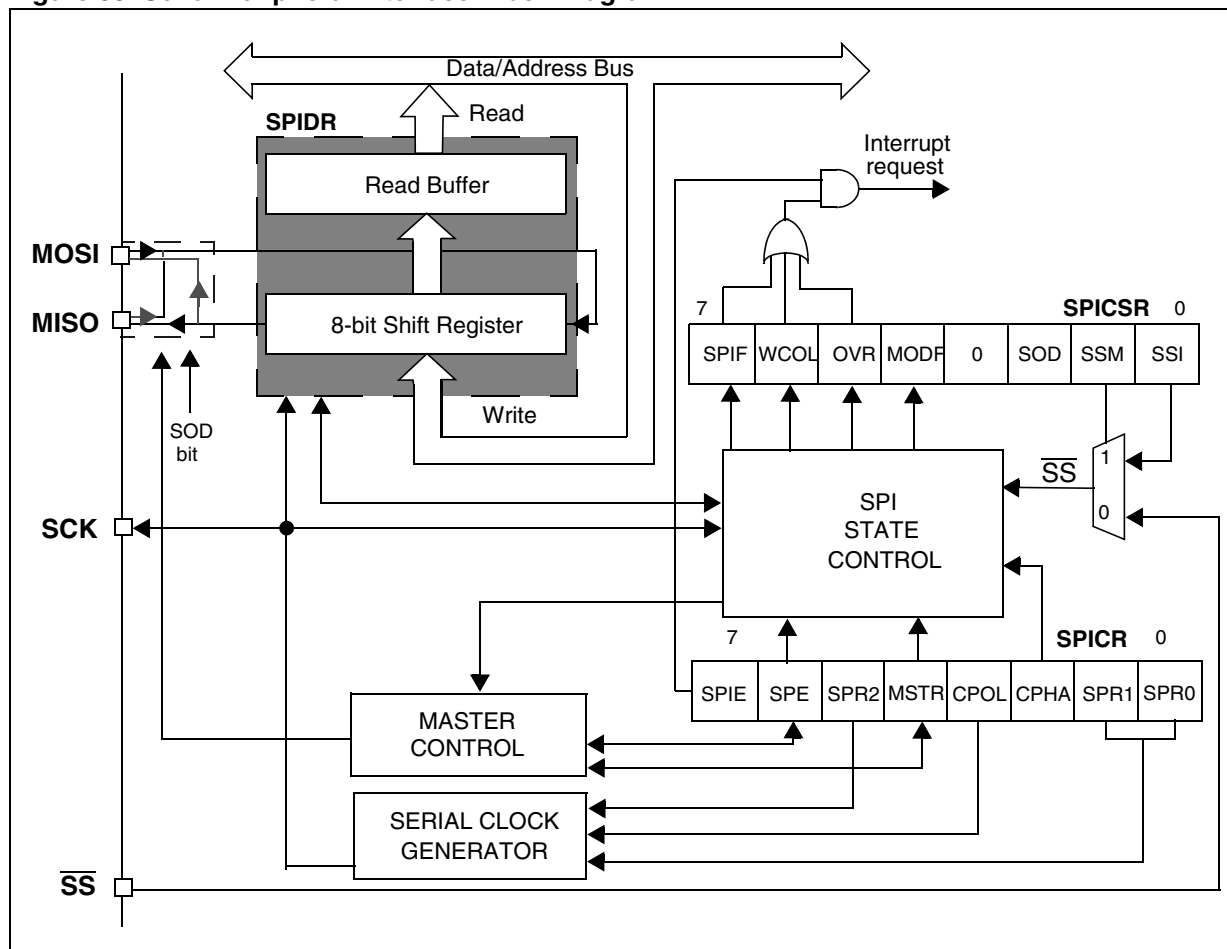 Data/Address Bus
Read
SPIDR
Interrupt
request
Read Buffer
MOSI
MISO
8-bit Shift Register
7
SPICSR
0
SPIF
WCOL
OVR
MODF
0
SOD
SSM
SSI
Write
SOD
bit
1
SS
0
SCK
SPI
STATE
CONTROL
7
SPICR
0
SPIE
SPE
SPR2
MSTR
CPOL
CPHA
SPR1
SPR0
MASTER
CONTROL
SERIAL CLOCK
GENERATOR
SS